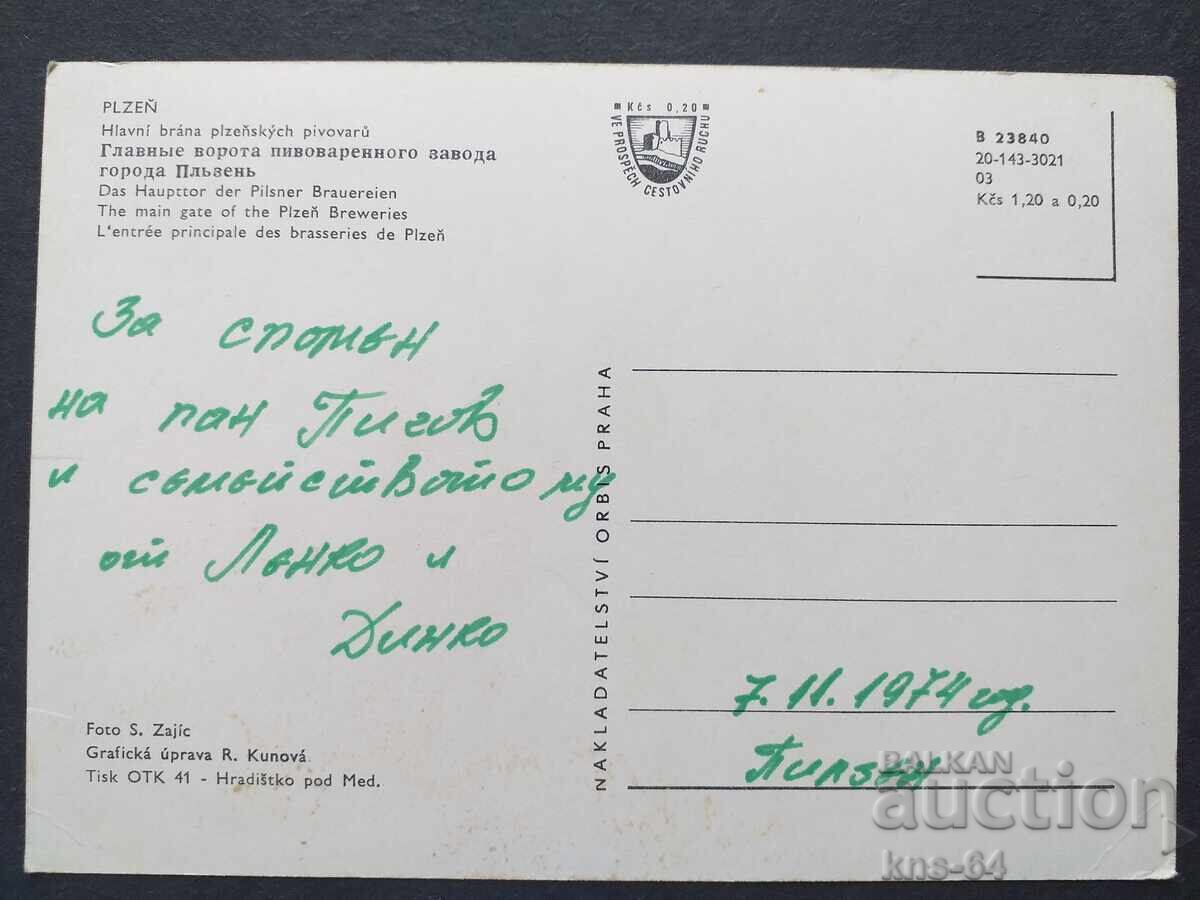 PLZEŇ
Hlavní brána plzeňských pivovarů
Главные ворота пивоваренного завода
города Пльзень
Das Haupttor der Pilsner Brauereien
The main gate of the Plzeň Breweries
L'entrée principale des brasseries de Plzeň
Kčs 0,20
VE PROSPĚCH CESTOVNÍHO RUCHU
B 23840
20-143-3021
03
Kčs 1,20 a 0,20
За спомен
на пан Пигов
и семейството му
от Ленко и
Динко
NAKLADATELSTVÍ ORBIS PRAHA
7.11.1974 год.
Пилзен
Foto S. Zajíc
Grafická úprava R. Kunová
Tisk OTK 41 - Hradištko pod Med.
BALKAN
auction
kns-64